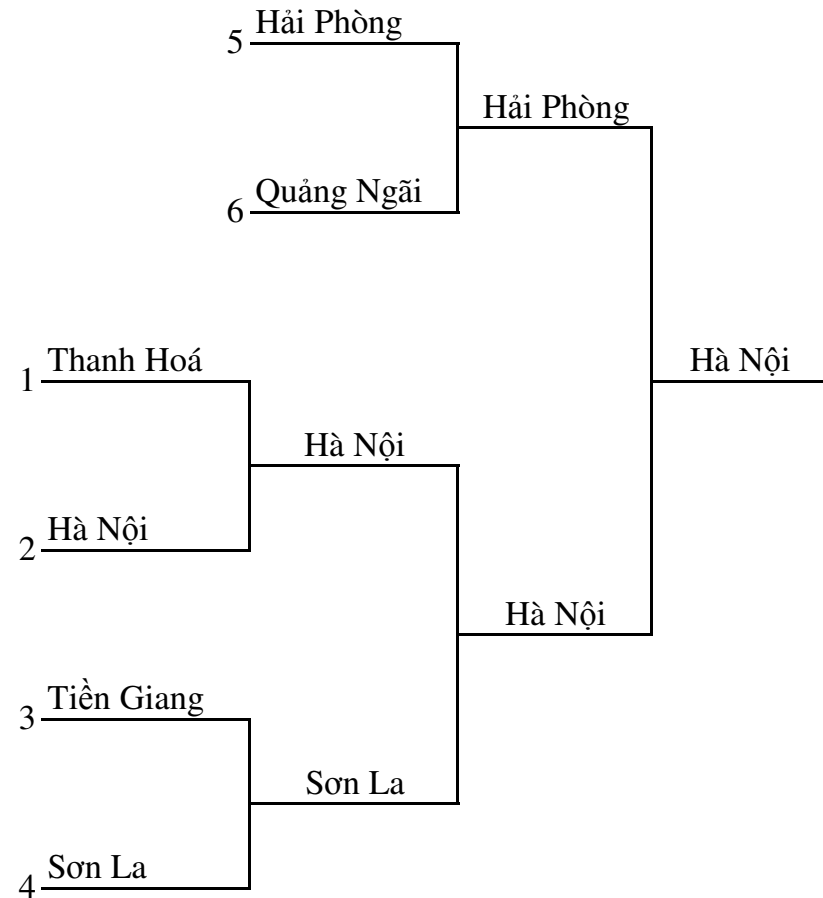 5 Hải Phòng
Hải Phòng
6 Quảng Ngãi
1 Thanh Hoá
Hà Nội
Hà Nội
2 Hà Nội
Hà Nội
3 Tiền Giang
Sơn La
4 Sơn La